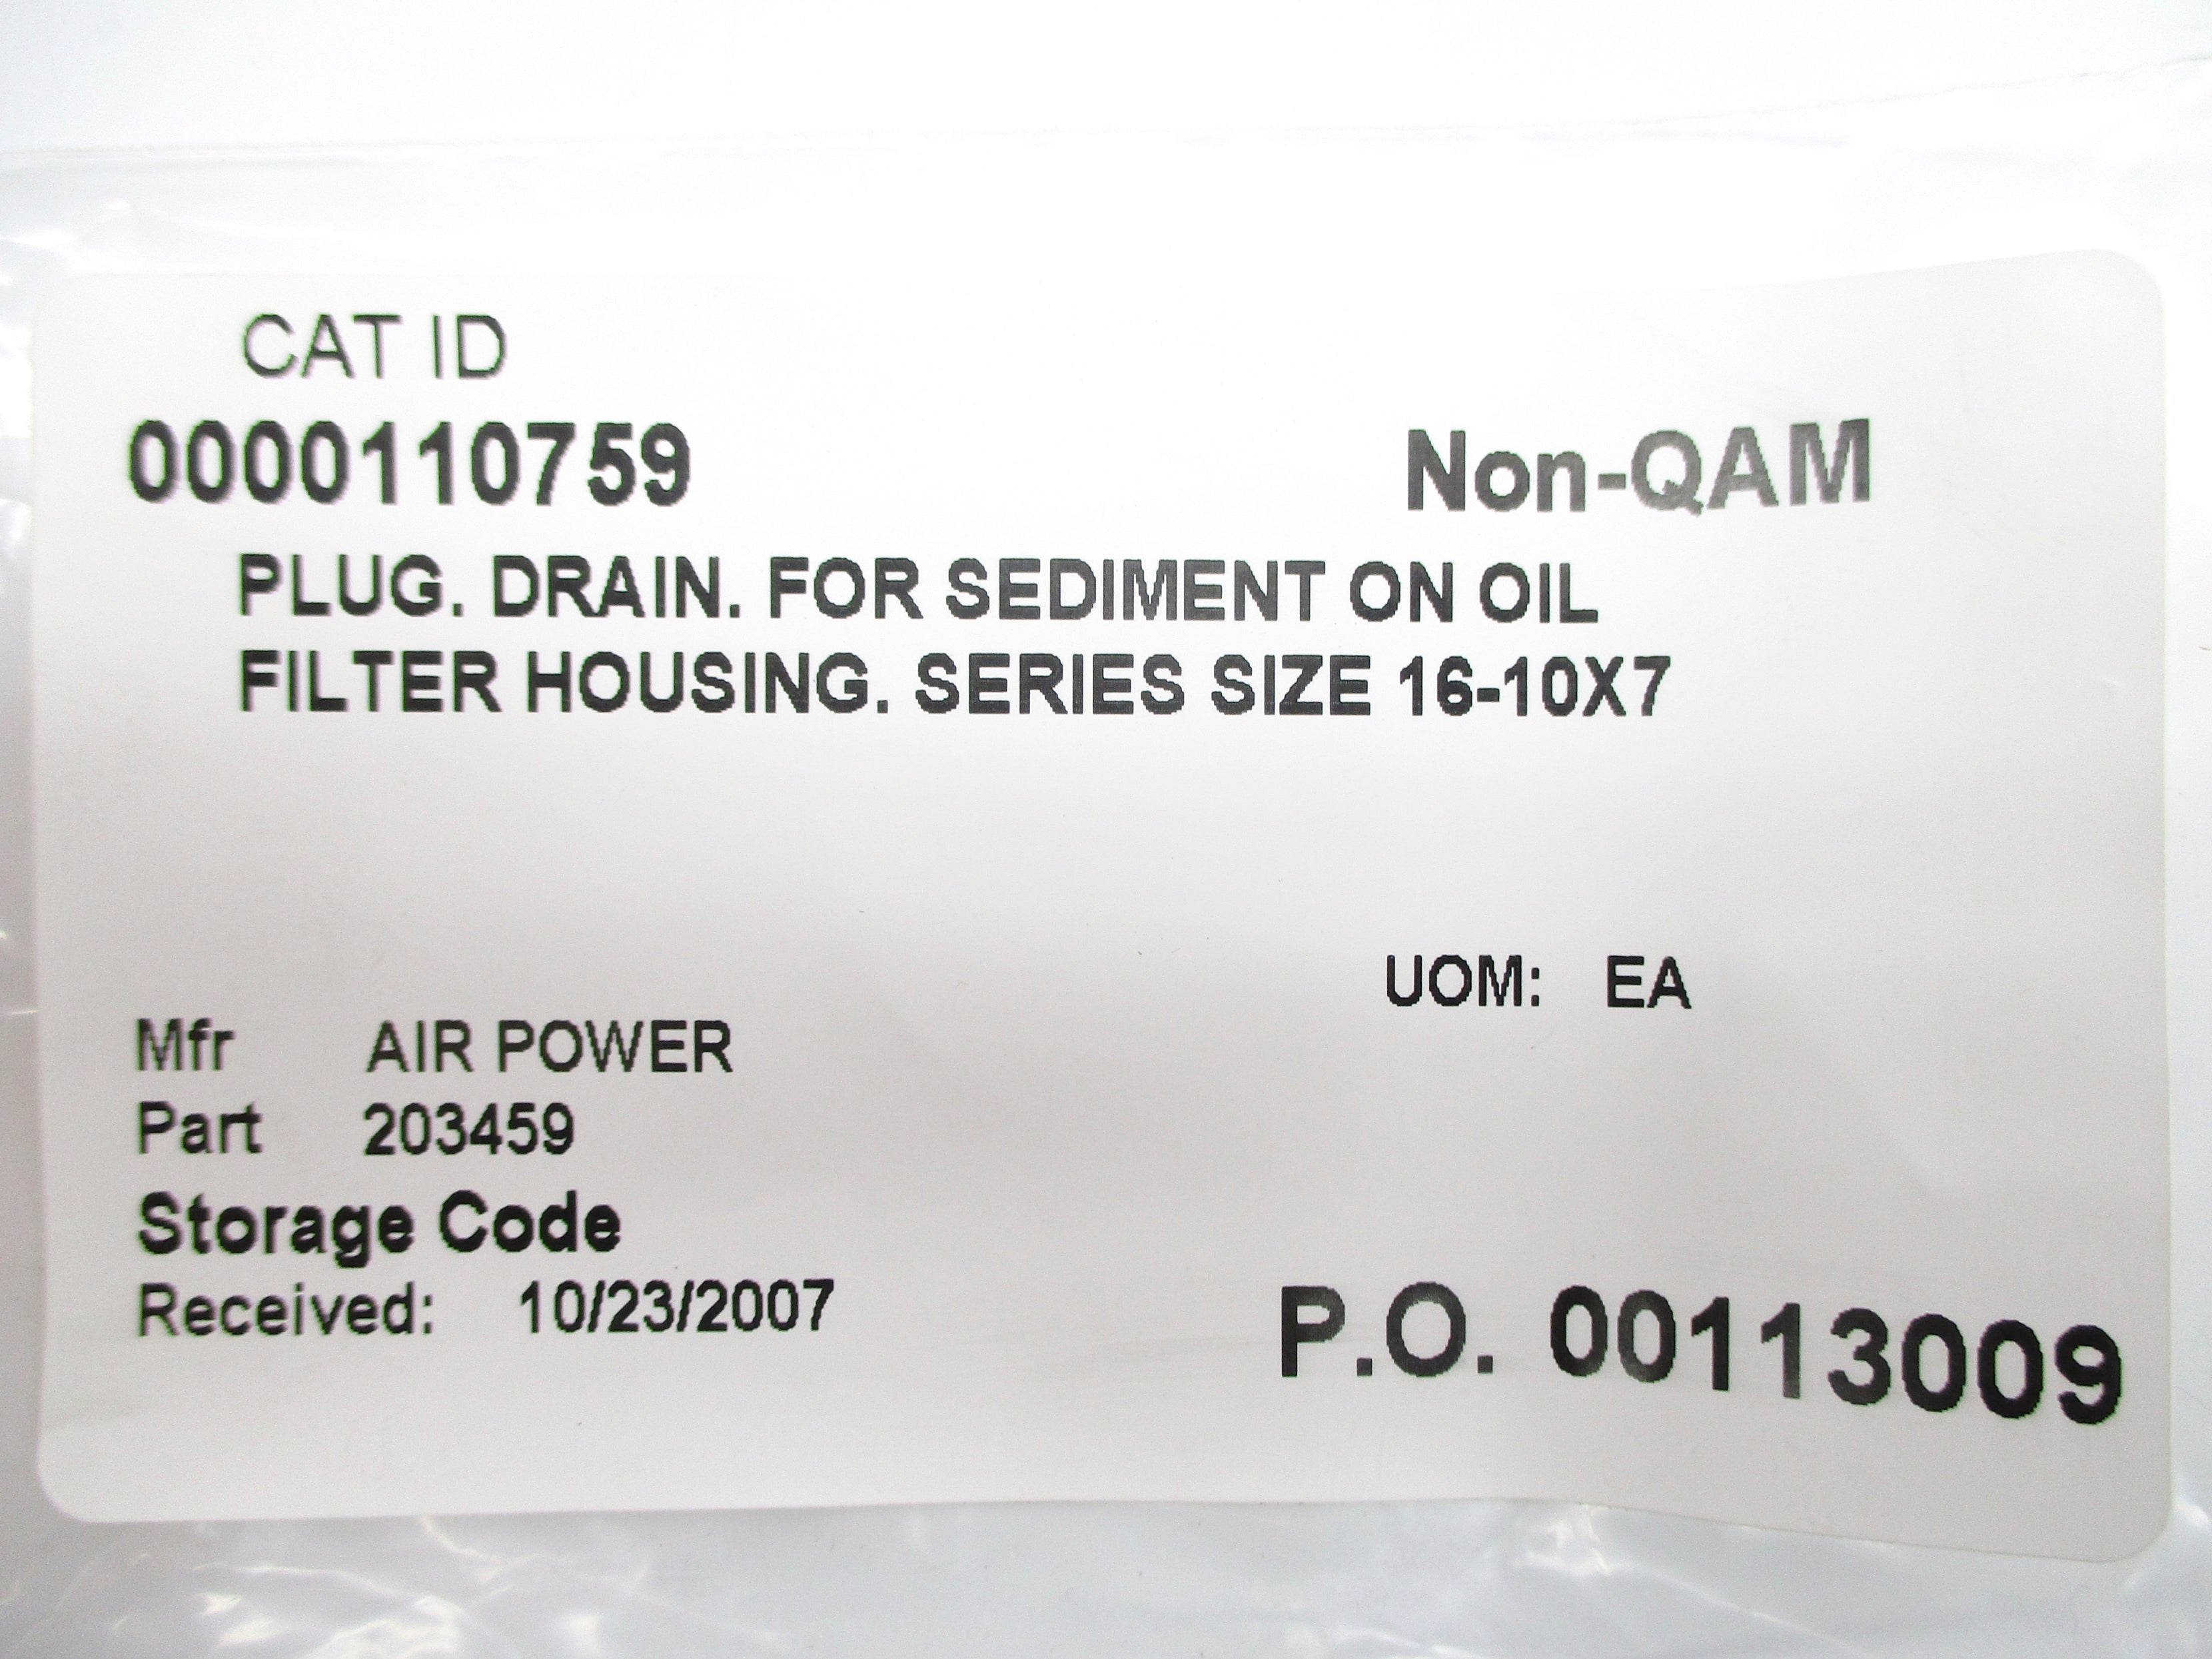 CAT ID
0000110759
Non-QAM
PLUG. DRAIN. FOR SEDIMENT ON OIL
FILTER HOUSING. SERIES SIZE 16-10X7
UOM: EA
Mfr AIR POWER
Part 203459
Storage Code
Received: 10/23/2007
P.O. 00113009